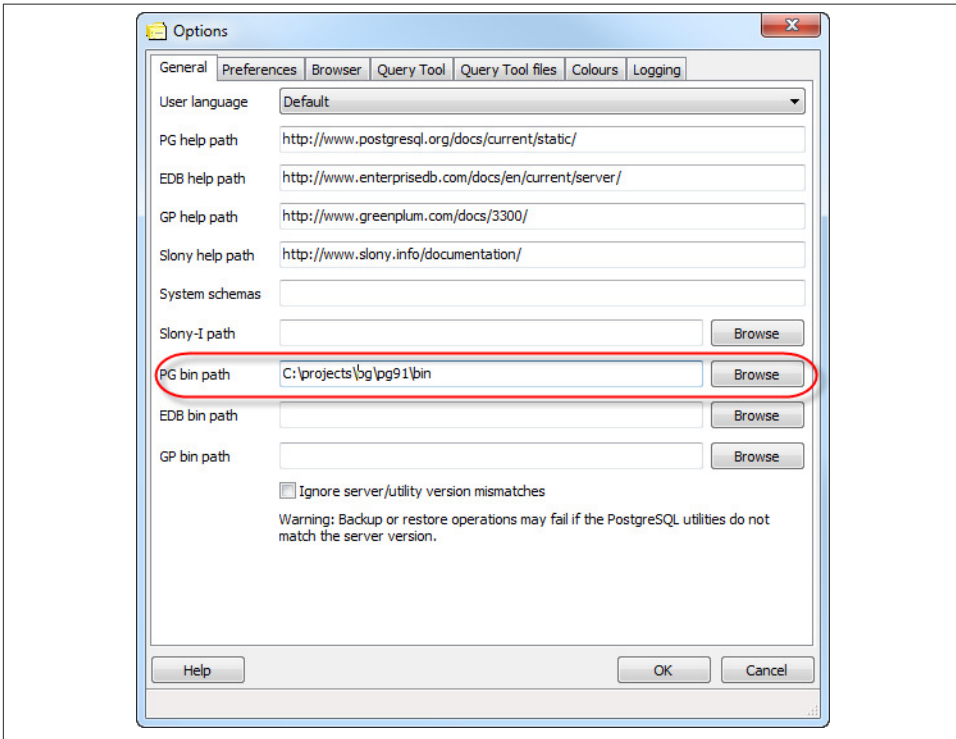 Options
General Preferences Browser Query Tool Query Tool files Colours Logging
User language Default
PG help path http://www.postgresql.org/docs/current/static/
EDB help path http://www.enterprisedb.com/docs/en/current/server/
GP help path http://www.greenplum.com/docs/3300/
Slony help path http://www.slony.info/documentation/
System schemas
Slony-I path Browse
PG bin path C:\projects\pg\pg91\bin Browse
EDB bin path Browse
GP bin path Browse
Ignore server/utility version mismatches
Warning: Backup or restore operations may fail if the PostgreSQL utilities do not
match the server version.
Help OK Cancel